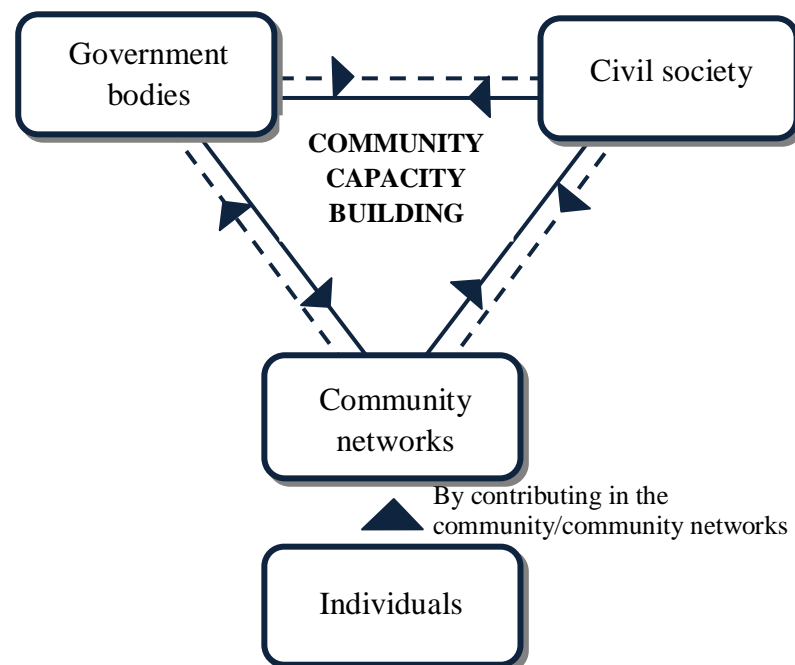 Government
bodies
Civil society
COMMUNITY
CAPACITY
BUILDING
Community
networks
By contributing in the
community/community networks
Individuals